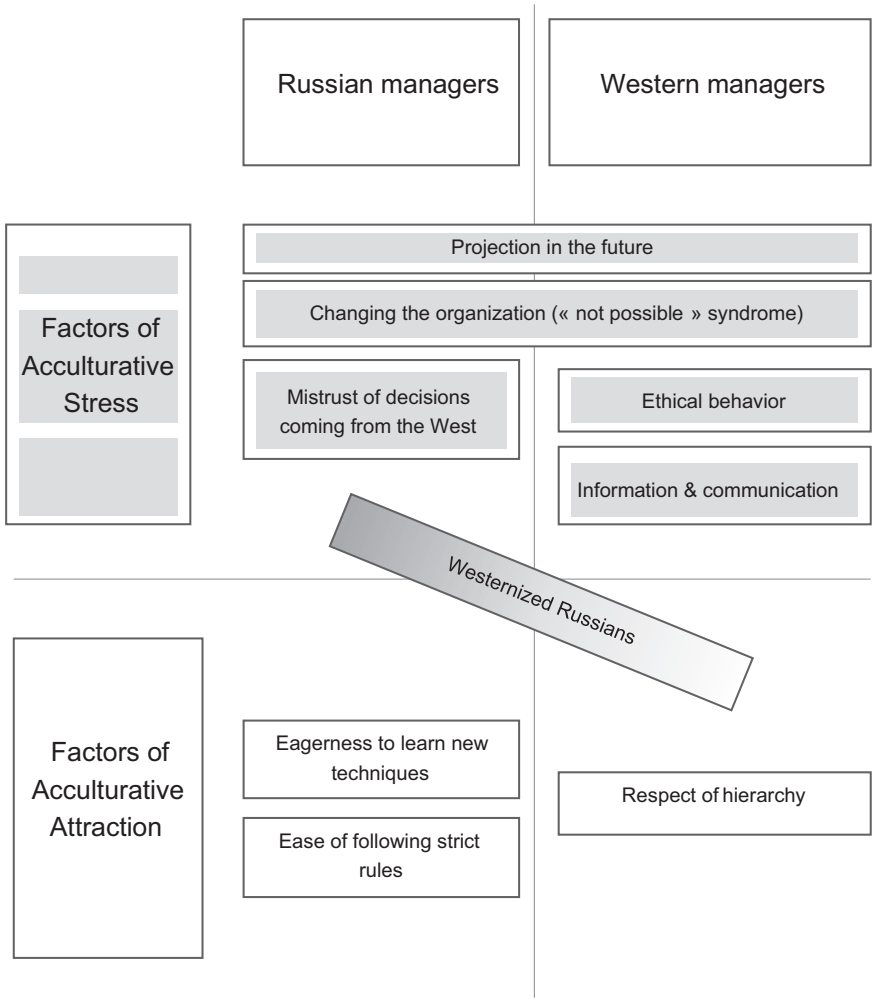 Russian managers
Western managers
Projection in the future
Changing the organization (« not possible » syndrome)
Factors of
Acculturative
Stress
Mistrust of decisions
coming from the West
Ethical behavior
Information & communication
Westernized Russians
Factors of
Acculturative
Attraction
Eagerness to learn new
techniques
Respect of hierarchy
Ease of following strict
rules